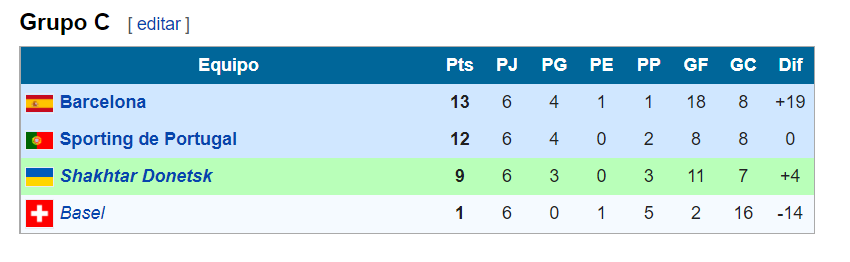 Grupo C [ editar ]
Equipo Pts PJ PG PE PP GF GC Dif
Barcelona 13 6 4 1 1 18 8 +19
Sporting de Portugal 12 6 4 0 2 8 8 0
Shakhtar Donetsk 9 6 3 0 3 11 7 +4
Basel 1 6 0 1 5 2 16 -14